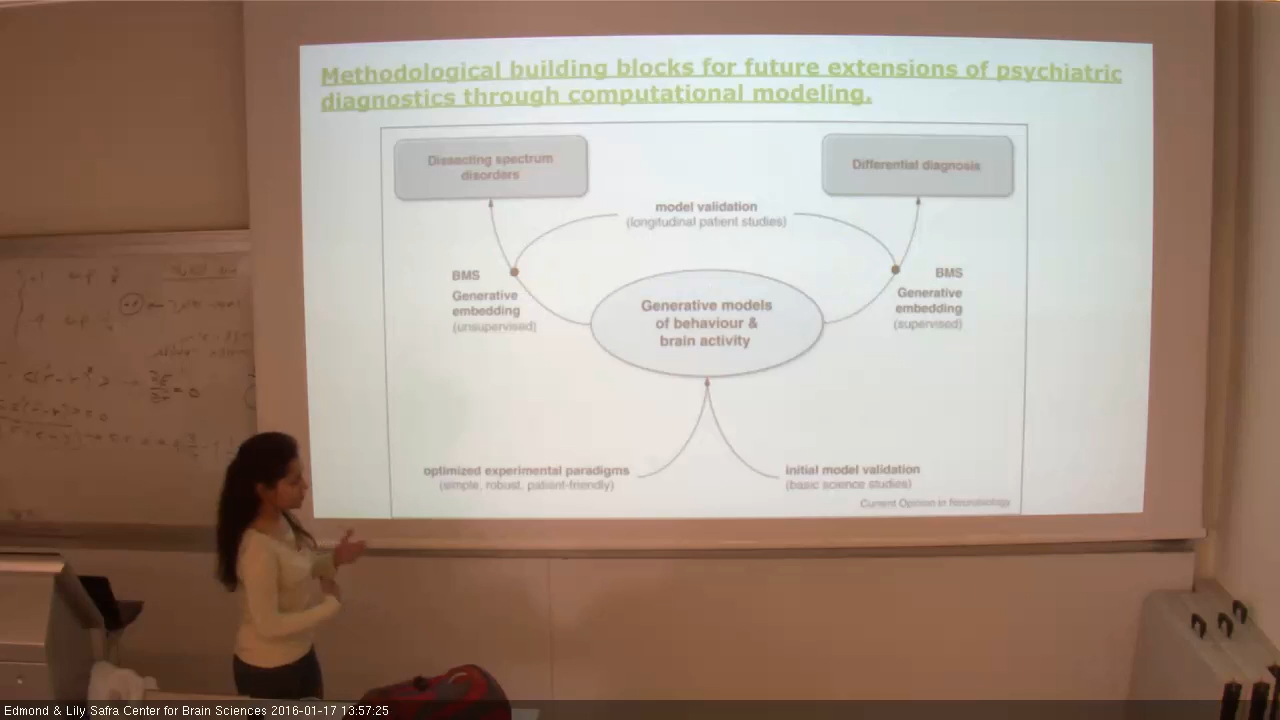 Methodological building blocks for future extensions of psychiatric
diagnostics through computational modeling.
Dissecting spectrum
disorders
Differential diagnosis
model validation
(longitudinal patient studies)
BMS
Generative
embedding
(unsupervised)
BMS
Generative
embedding
(supervised)
Generative models
of behaviour &
brain activity
optimized experimental paradigms
(simple, robust, patient-friendly)
initial model validation
(basic science studies)
Current Opinion in Neurobiology
Edmond & Lily Safra Center for Brain Sciences 2016-01-17 13:57:25